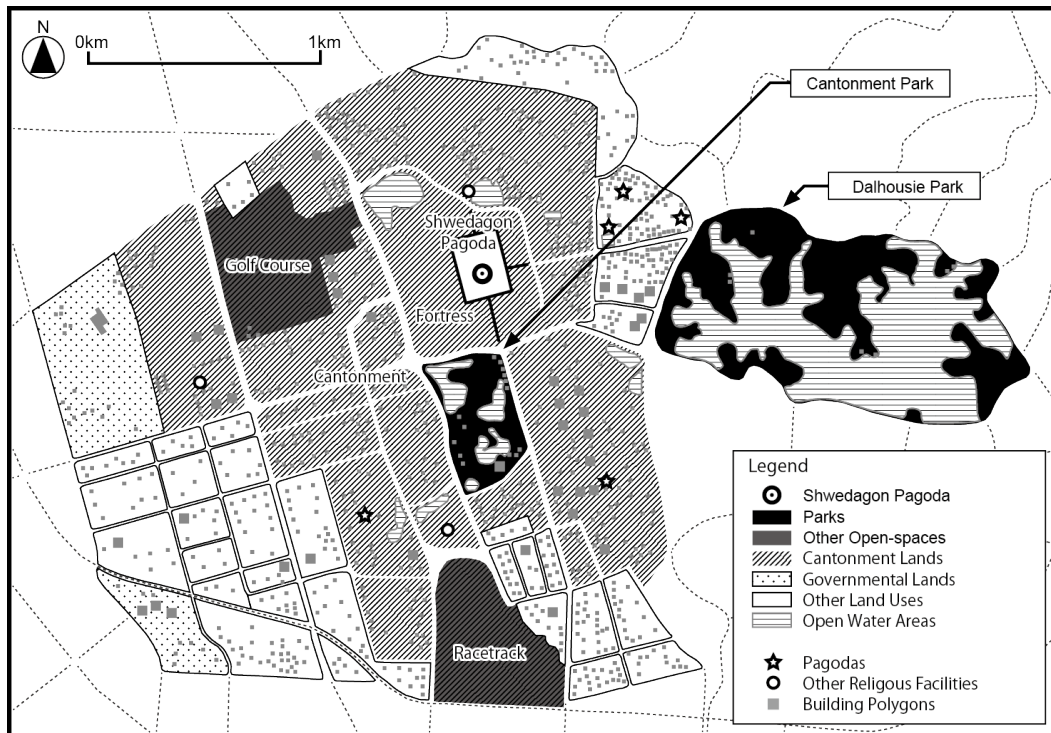 N
0km
1km
Cantonment Park
Dalhousie Park
Shwedagon
Pagoda
Golf Course
Fortress
Cantonment
Racetrack
Legend
Shwedagon Pagoda
Parks
Other Open-spaces
Cantonment Lands
Governmental Lands
Other Land Uses
Open Water Areas
Pagodas
Other Religous Facilities
Building Polygons